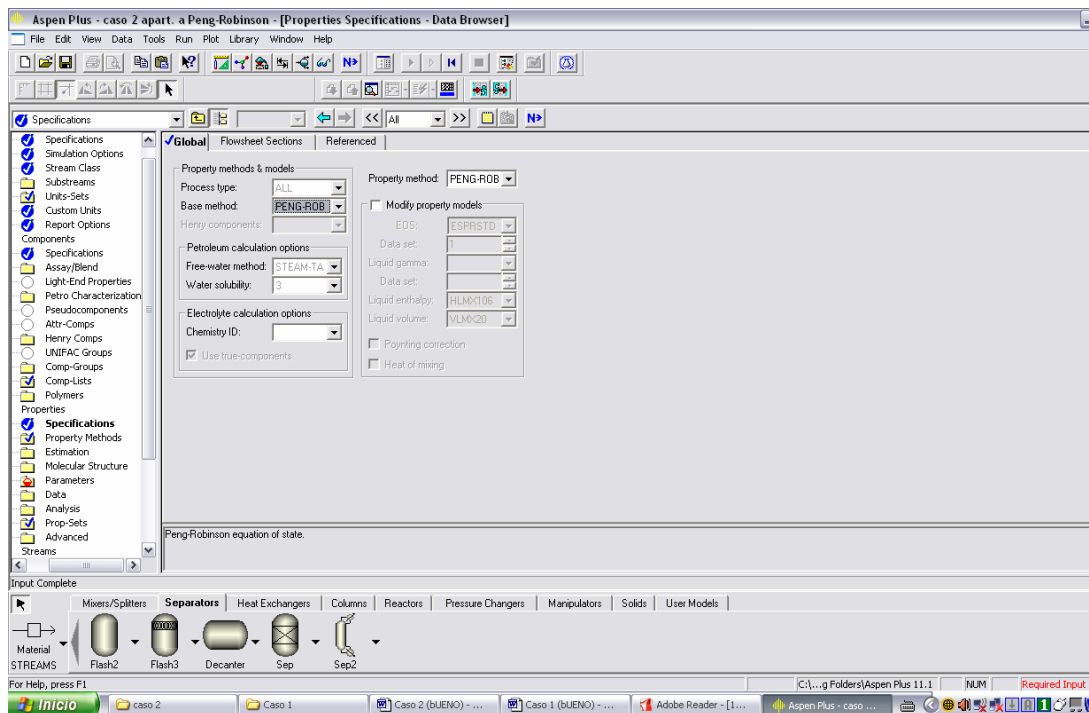 Aspen Plus - caso 2 apart. a Peng-Robinson - [Properties Specifications - Data Browser]
File Edit View Data Tools Run Plot Library Window Help
N>
Specifications
<< All >> N>
Specifications
Simulation Options
Stream Class
Substreams
Units-Sets
Custom Units
Report Options
Components
Specifications
Assay/Blend
Light-End Properties
Petro Characterization
Pseudocomponents
Attr-Comps
Henry Comps
UNIFAC Groups
Comp-Groups
Comp-Lists
Polymers
Properties
Specifications
Property Methods
Estimation
Molecular Structure
Parameters
Data
Analysis
Prop-Sets
Advanced
Streams
Global Flowsheet Sections Referenced
Property methods & models
Process type: ALL
Base method: PENG-ROB
Henry components:
Petroleum calculation options
Free-water method: STEAM-TA
Water solubility: 3
Electrolyte calculation options
Chemistry ID:
Use true-components
Property method: PENG-ROB
Modify property models
EOS: ESPRSTD
Data set: 1
Liquid gamma:
Data set:
Liquid enthalpy: HLMX106
Liquid volume: VLMX20
Poynting correction
Heat of mixing
Peng-Robinson equation of state.
Input Complete
Mixers/Splitters Separators Heat Exchangers Columns Reactors Pressure Changers Manipulators Solids User Models
Material
STREAMS Flash2 Flash3 Decanter Sep Sep2
For Help, press F1 C:\...g Folders\Aspen Plus 11.1 NUM Required Input
Inicio caso 2 Caso 1 Caso 2 (bUENO) - ... Caso 1 (bUENO) - ... Adobe Reader - [1... Aspen Plus - caso ... 1